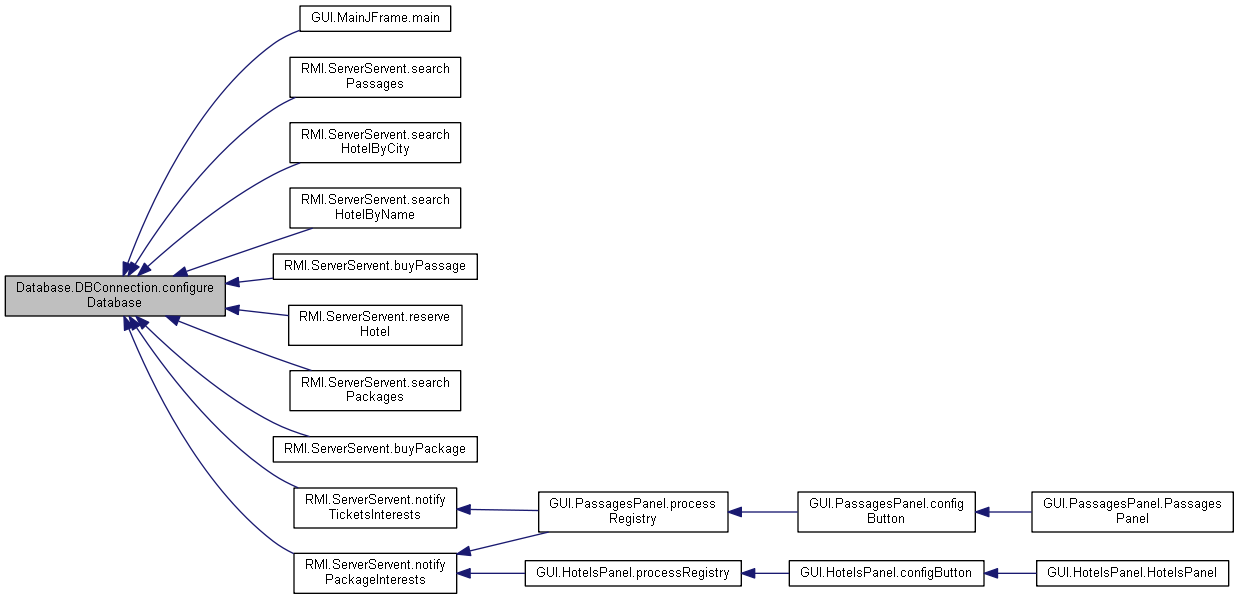 GUI.MainJFrame.main
RMI.ServerServent.search
Passages
RMI.ServerServent.search
HotelByCity
RMI.ServerServent.search
HotelByName
RMI.ServerServent.buyPassage
Database.DBConnection.configure
Database
RMI.ServerServent.reserve
Hotel
RMI.ServerServent.search
Packages
RMI.ServerServent.buyPackage
RMI.ServerServent.notify
TicketsInterests
GUI.PassagesPanel.process
Registry
GUI.PassagesPanel.config
Button
GUI.PassagesPanel.Passages
Panel
RMI.ServerServent.notify
PackageInterests
GUI.HotelsPanel.processRegistry
GUI.HotelsPanel.configButton
GUI.HotelsPanel.HotelsPanel